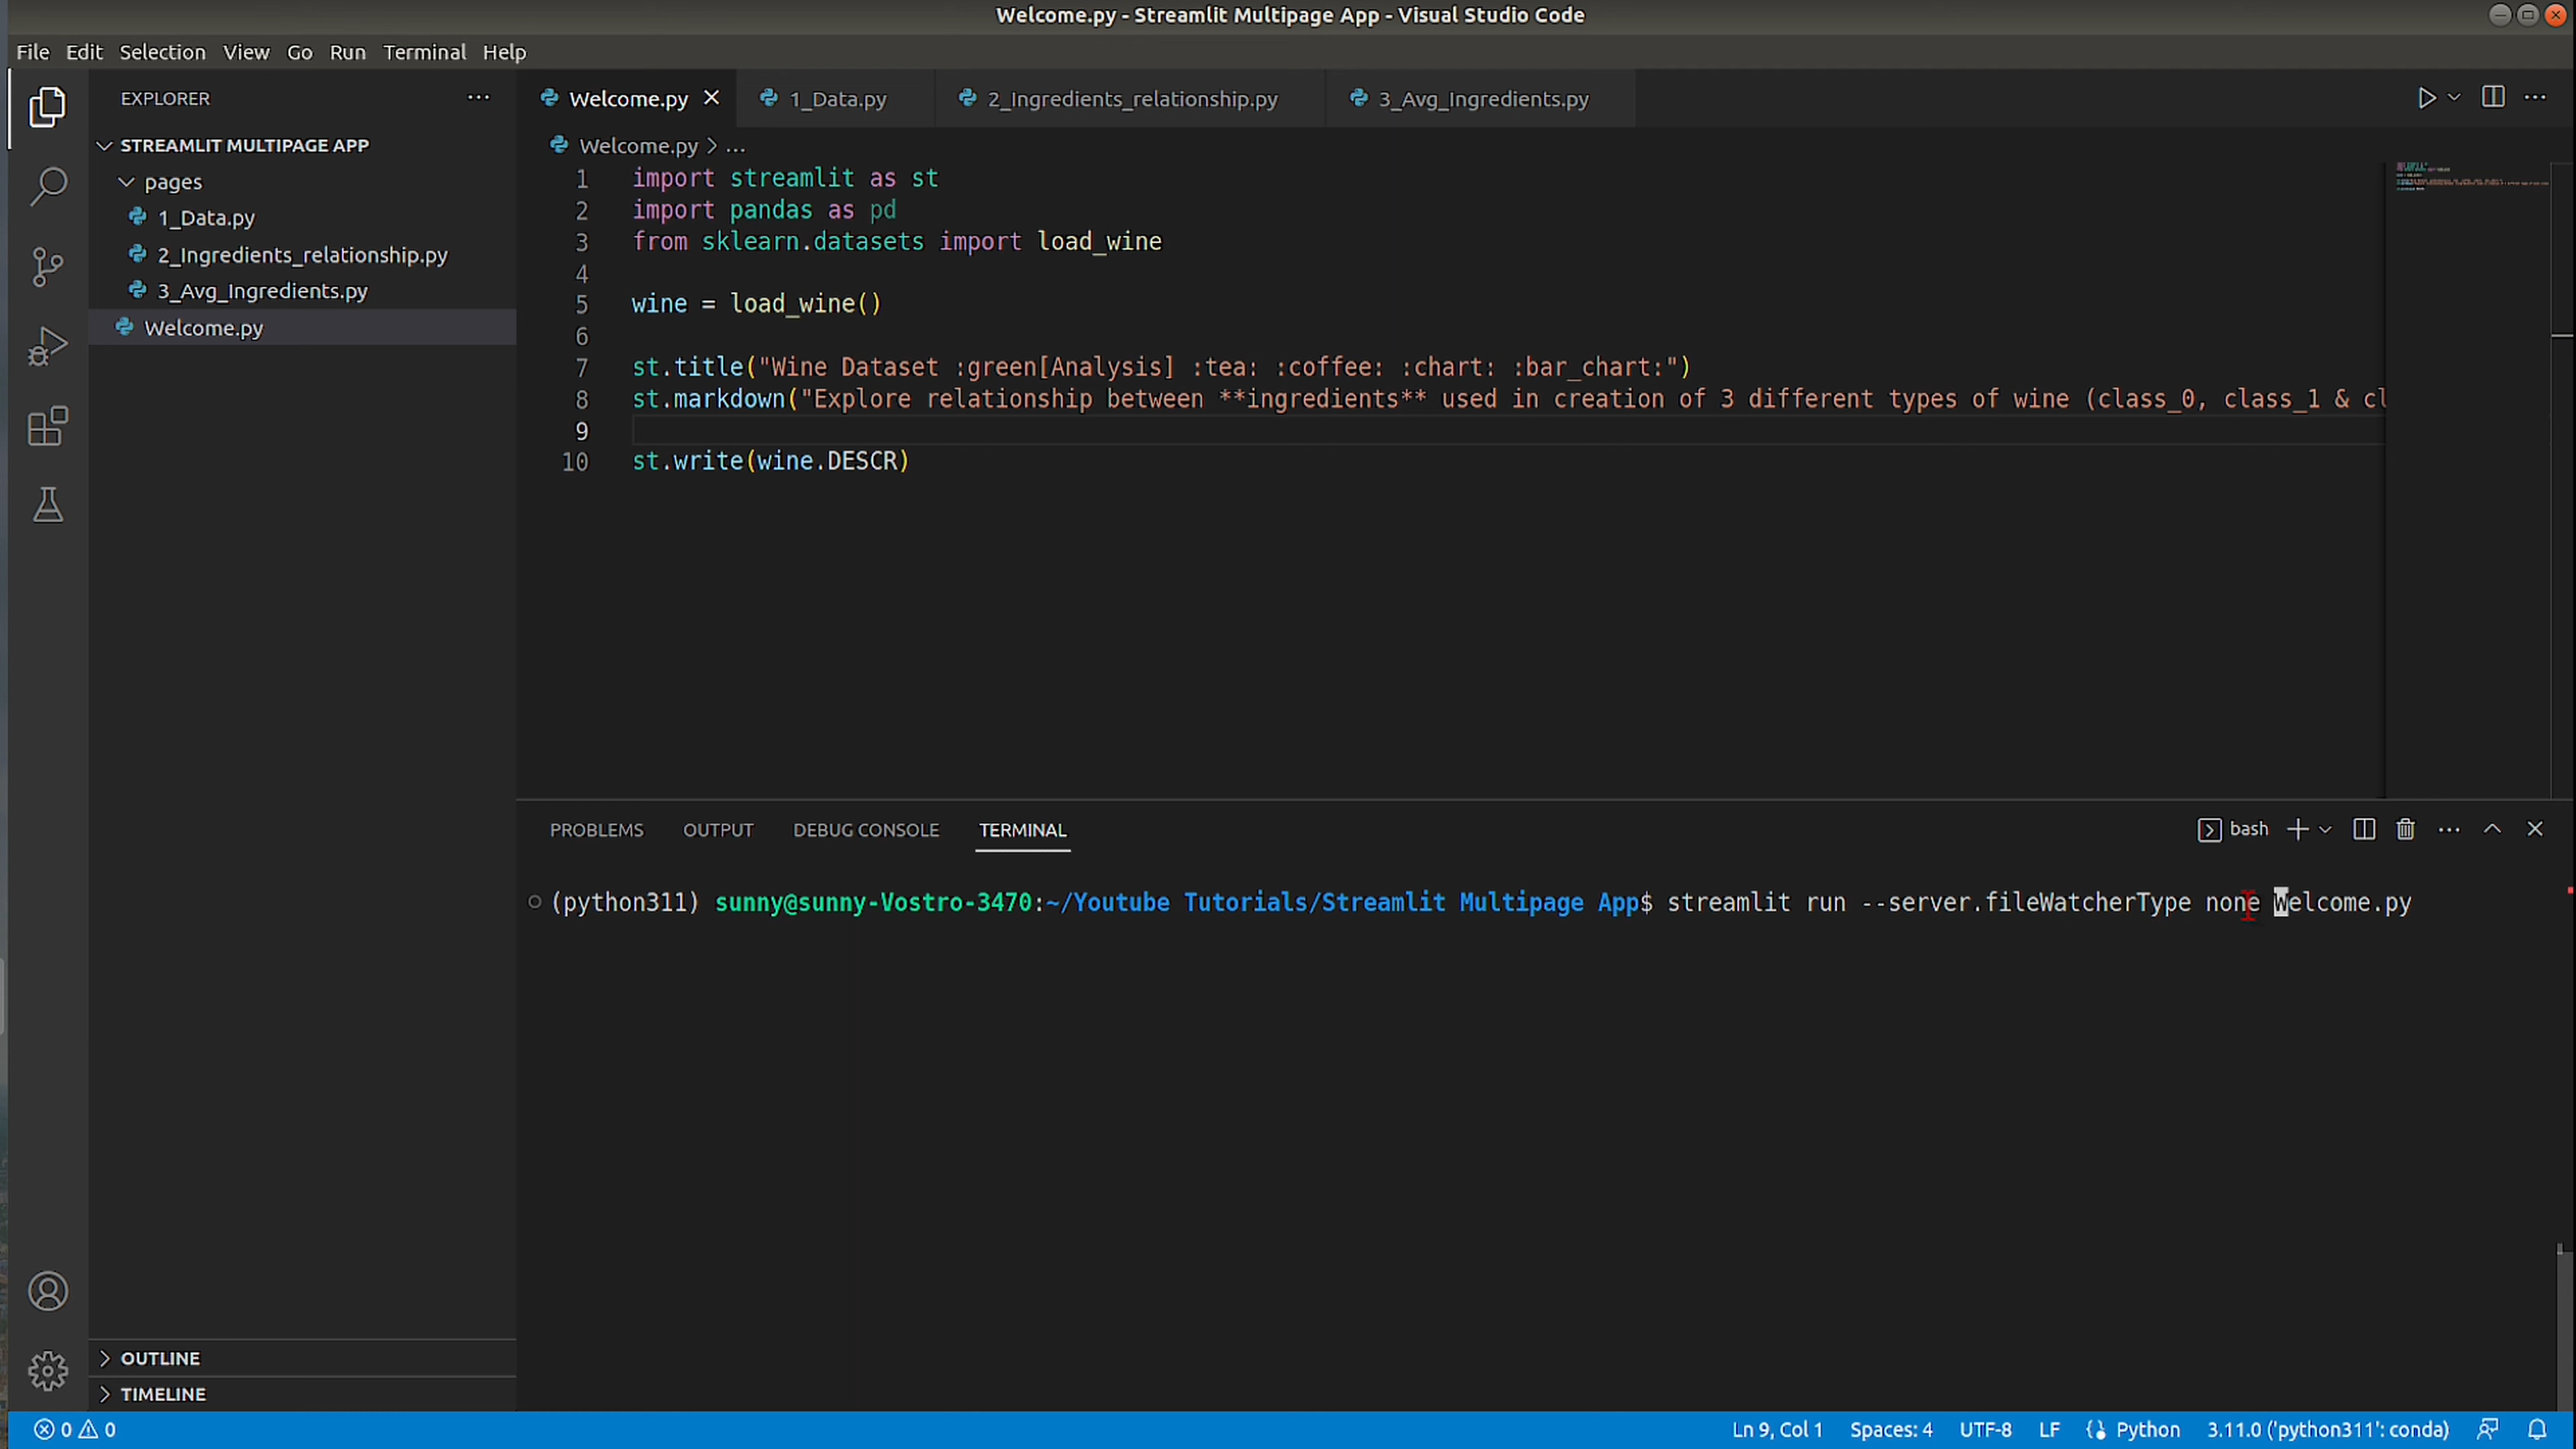 Welcome.py - Streamlit Multipage App - Visual Studio Code
File Edit Selection View Go Run Terminal Help
EXPLORER
STREAMLIT MULTIPAGE APP
pages
1_Data.py
2_Ingredients_relationship.py
3_Avg_Ingredients.py
Welcome.py
OUTLINE
TIMELINE
Welcome.py 1_Data.py 2_Ingredients_relationship.py 3_Avg_Ingredients.py
Welcome.py > ...
1 import streamlit as st
2 import pandas as pd
3 from sklearn.datasets import load_wine
4
5 wine = load_wine()
6
7 st.title("Wine Dataset :green[Analysis] :tea: :coffee: :chart: :bar_chart:")
8 st.markdown("Explore relationship between **ingredients** used in creation of 3 different types of wine (class_0, class_1 & cl
9
10 st.write(wine.DESCR)
PROBLEMS OUTPUT DEBUG CONSOLE TERMINAL
bash
(python311) sunny@sunny-Vostro-3470:~/Youtube Tutorials/Streamlit Multipage App$ streamlit run --server.fileWatcherType none Welcome.py
0 0
Ln 9, Col 1 Spaces: 4 UTF-8 LF Python 3.11.0 ('python311': conda)